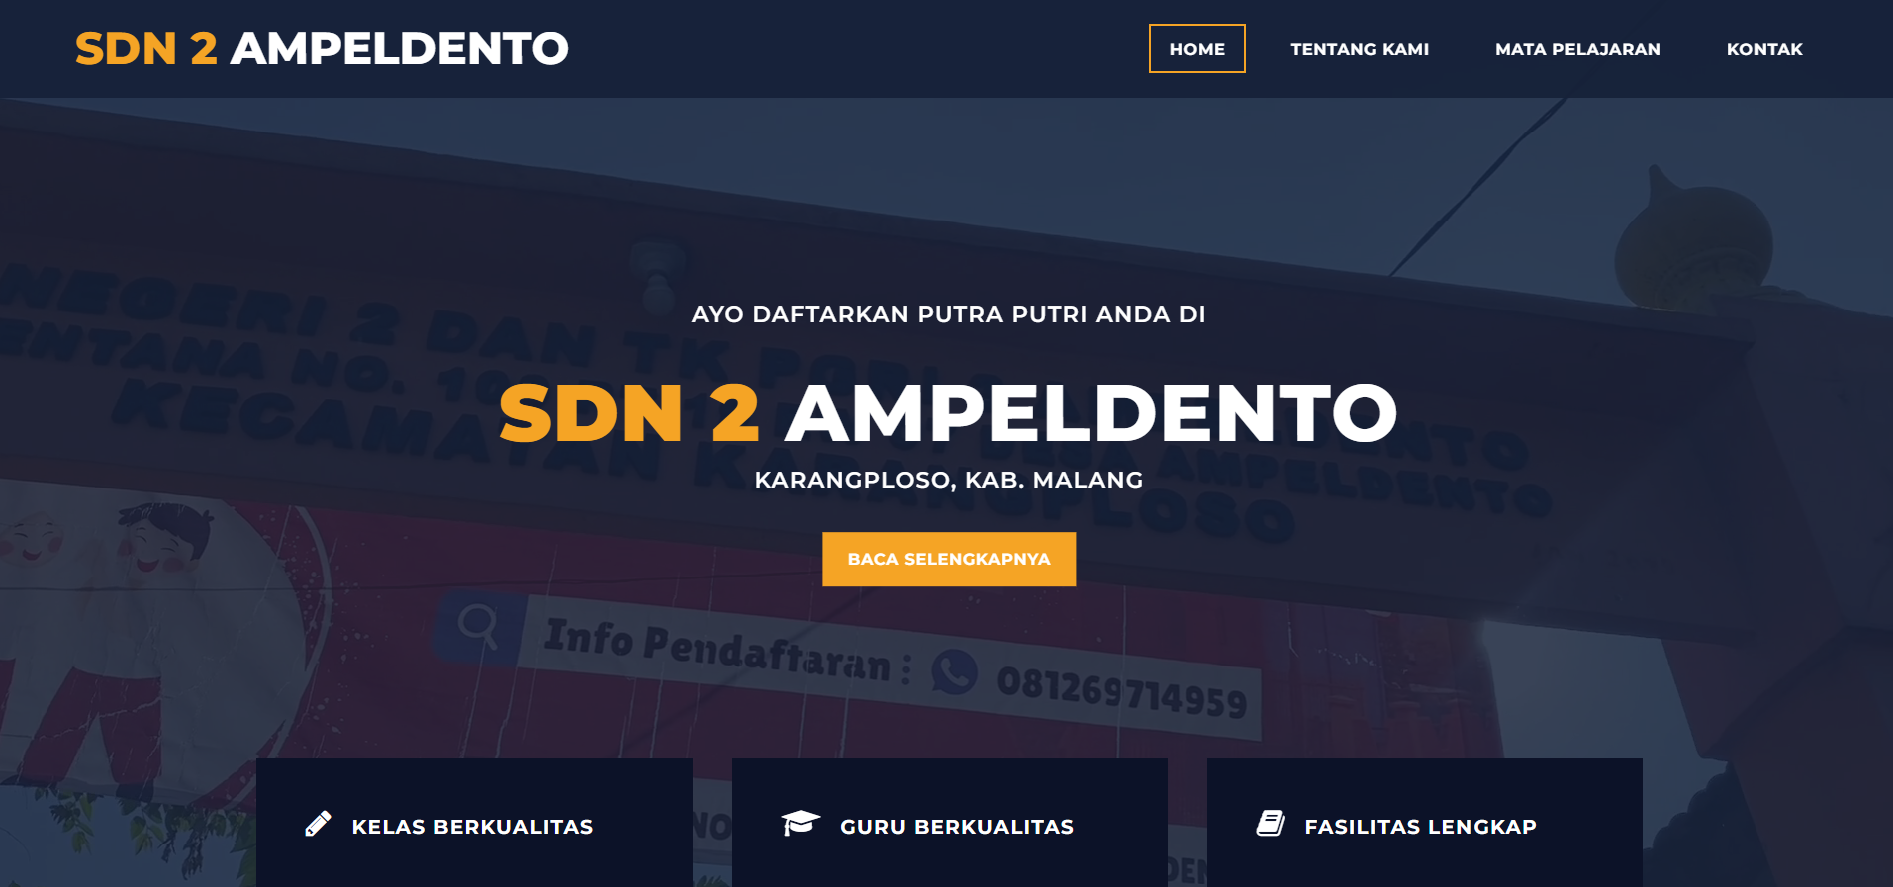 SDN 2 AMPELDENTO
HOME
TENTANG KAMI
MATA PELAJARAN
KONTAK
NEGERI 2 DAN TK
NO.
DESA AMPELDENTO
KECAMATAN KARANGPLOSO
AYO DAFTARKAN PUTRA PUTRI ANDA DI
SDN 2 AMPELDENTO
KARANGPLOSO, KAB. MALANG
BACA SELENGKAPNYA
Info Pendaftaran : 081269714959
KELAS BERKUALITAS
GURU BERKUALITAS
FASILITAS LENGKAP